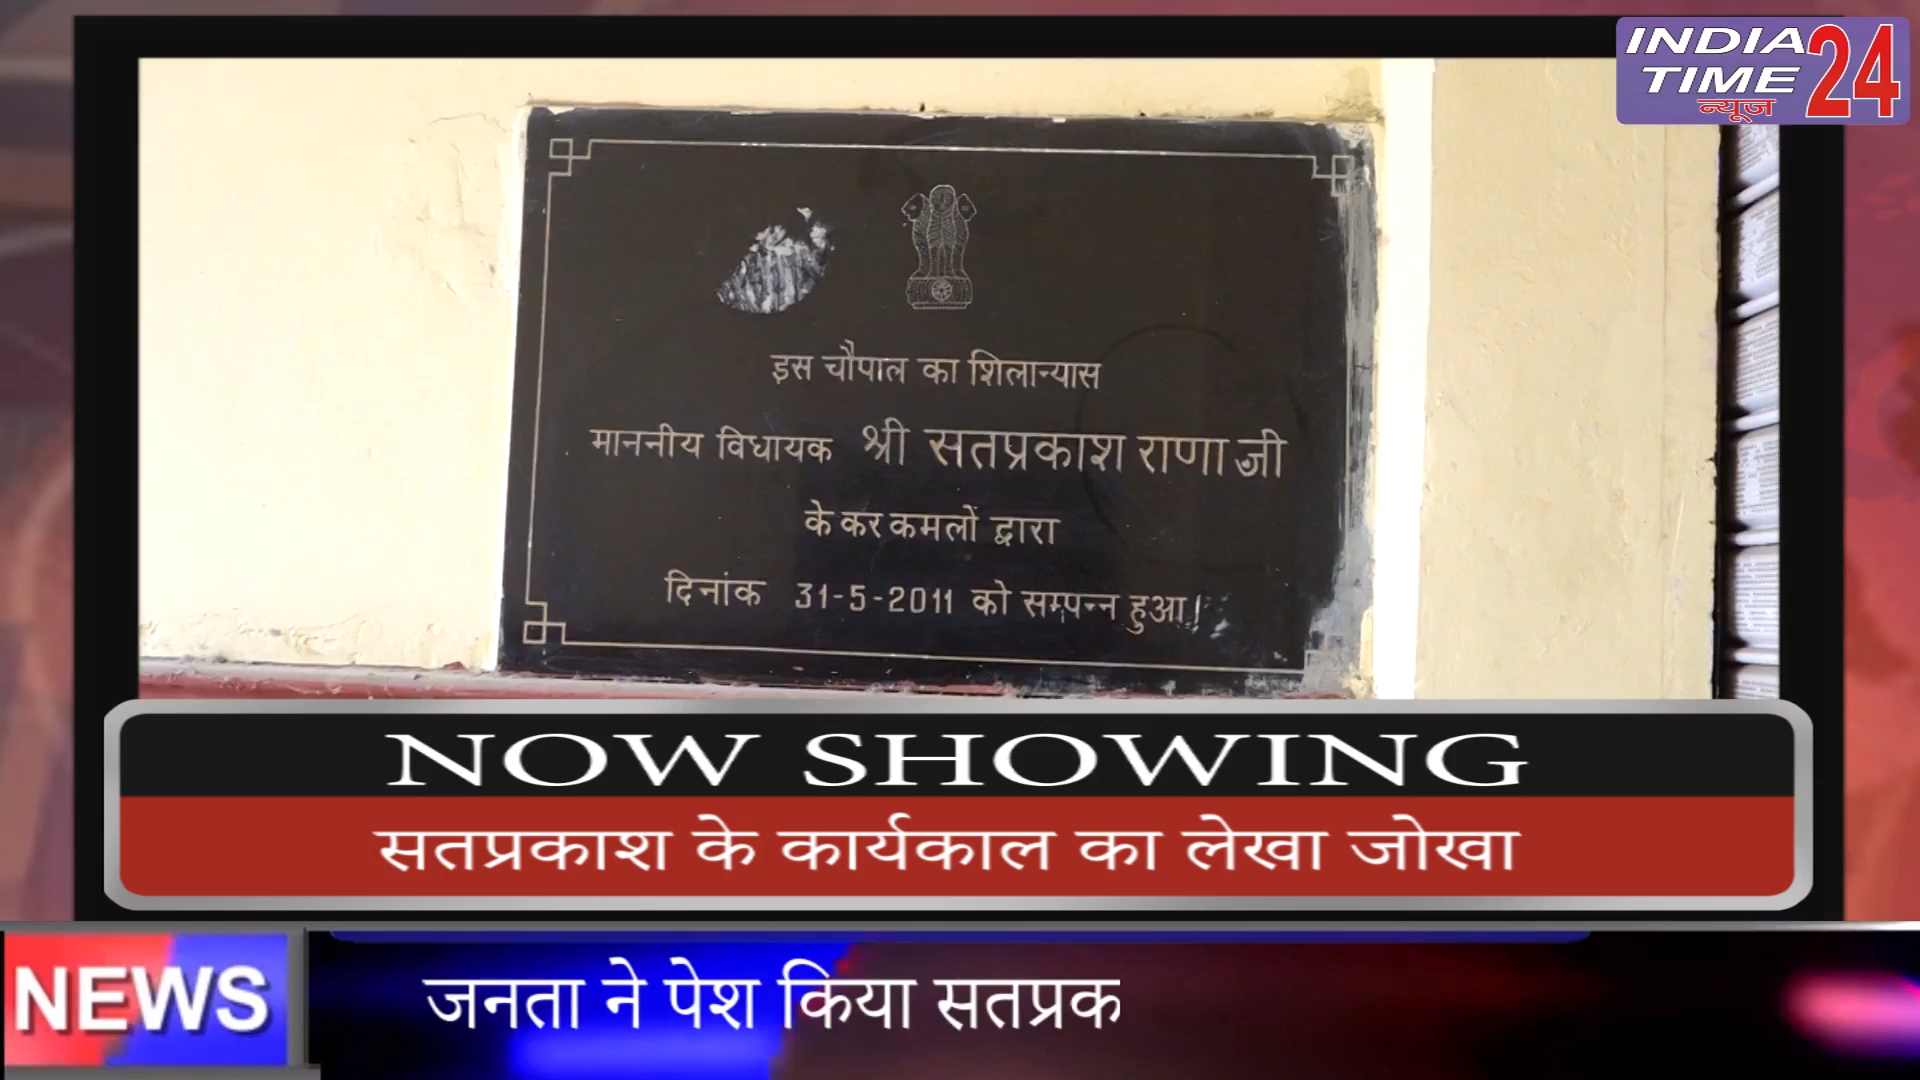 INDIA
TIME 24
न्यूज
इस चौपाल का शिलान्यास
माननीय विधायक श्री सतप्रकाश राणा जी
के कर कमलों द्वारा
दिनांक 31-5-2011 को सम्पन्न हुआ।
NOW SHOWING
सतप्रकाश के कार्यकाल का लेखा जोखा
NEWS
जनता ने पेश किया सतप्रक